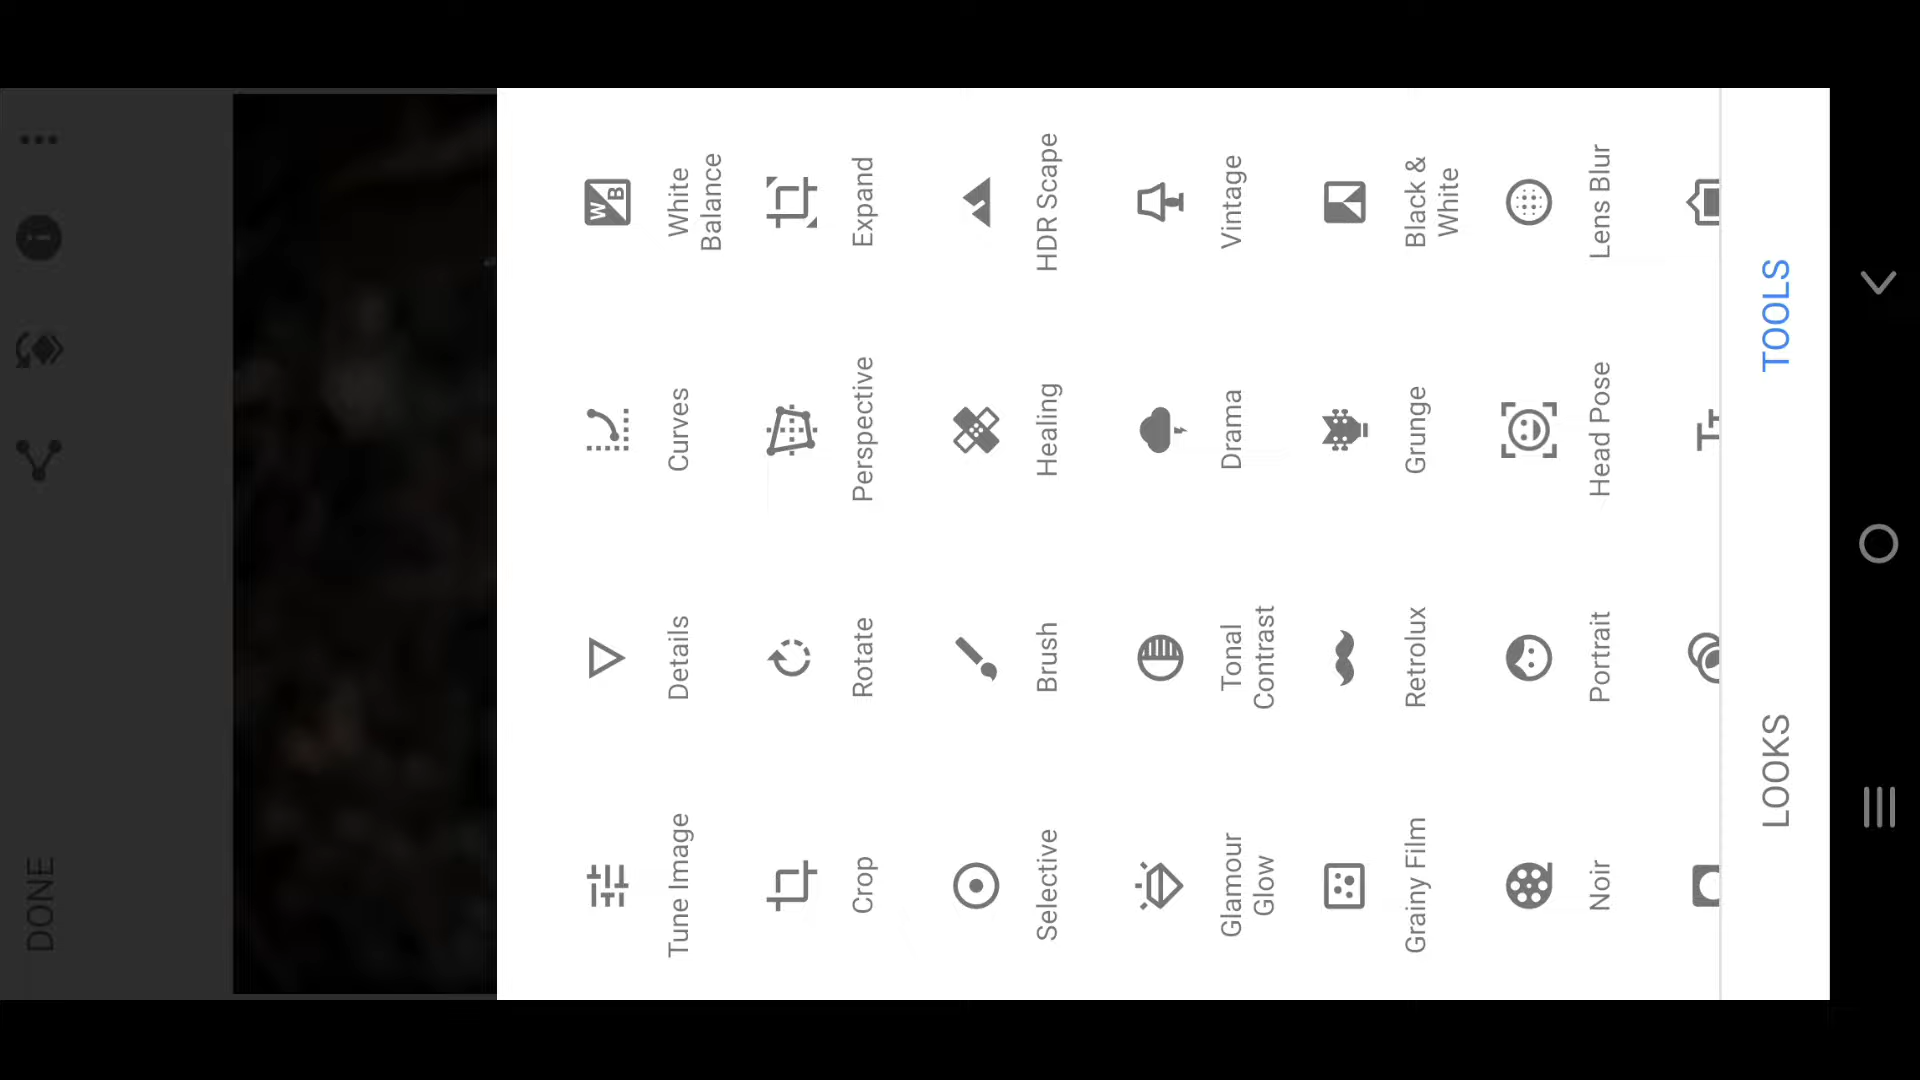 DONE
Tune Image
Details
Curves
White
Balance
Crop
Rotate
Perspective
Expand
Selective
Brush
Healing
HDR Scape
Glamour
Glow
Tonal
Contrast
Drama
Vintage
Grainy Film
Retrolux
Grunge
Black &
White
Noir
Portrait
Head Pose
Lens Blur
LOOKS
TOOLS